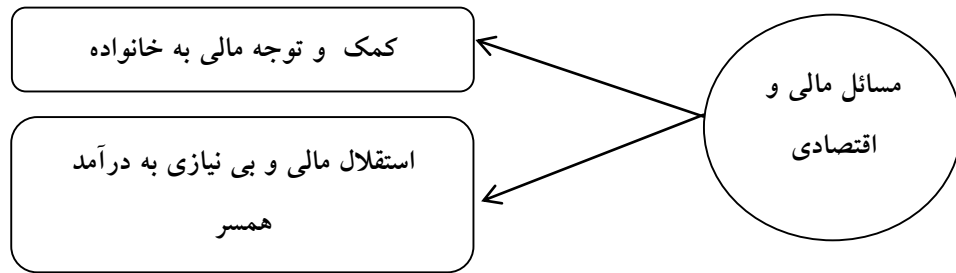 مسائل مالی و
اقتصادی
کمک و توجه مالی به خانواده
استقلال مالی و بی نیازی به درآمد
همسر